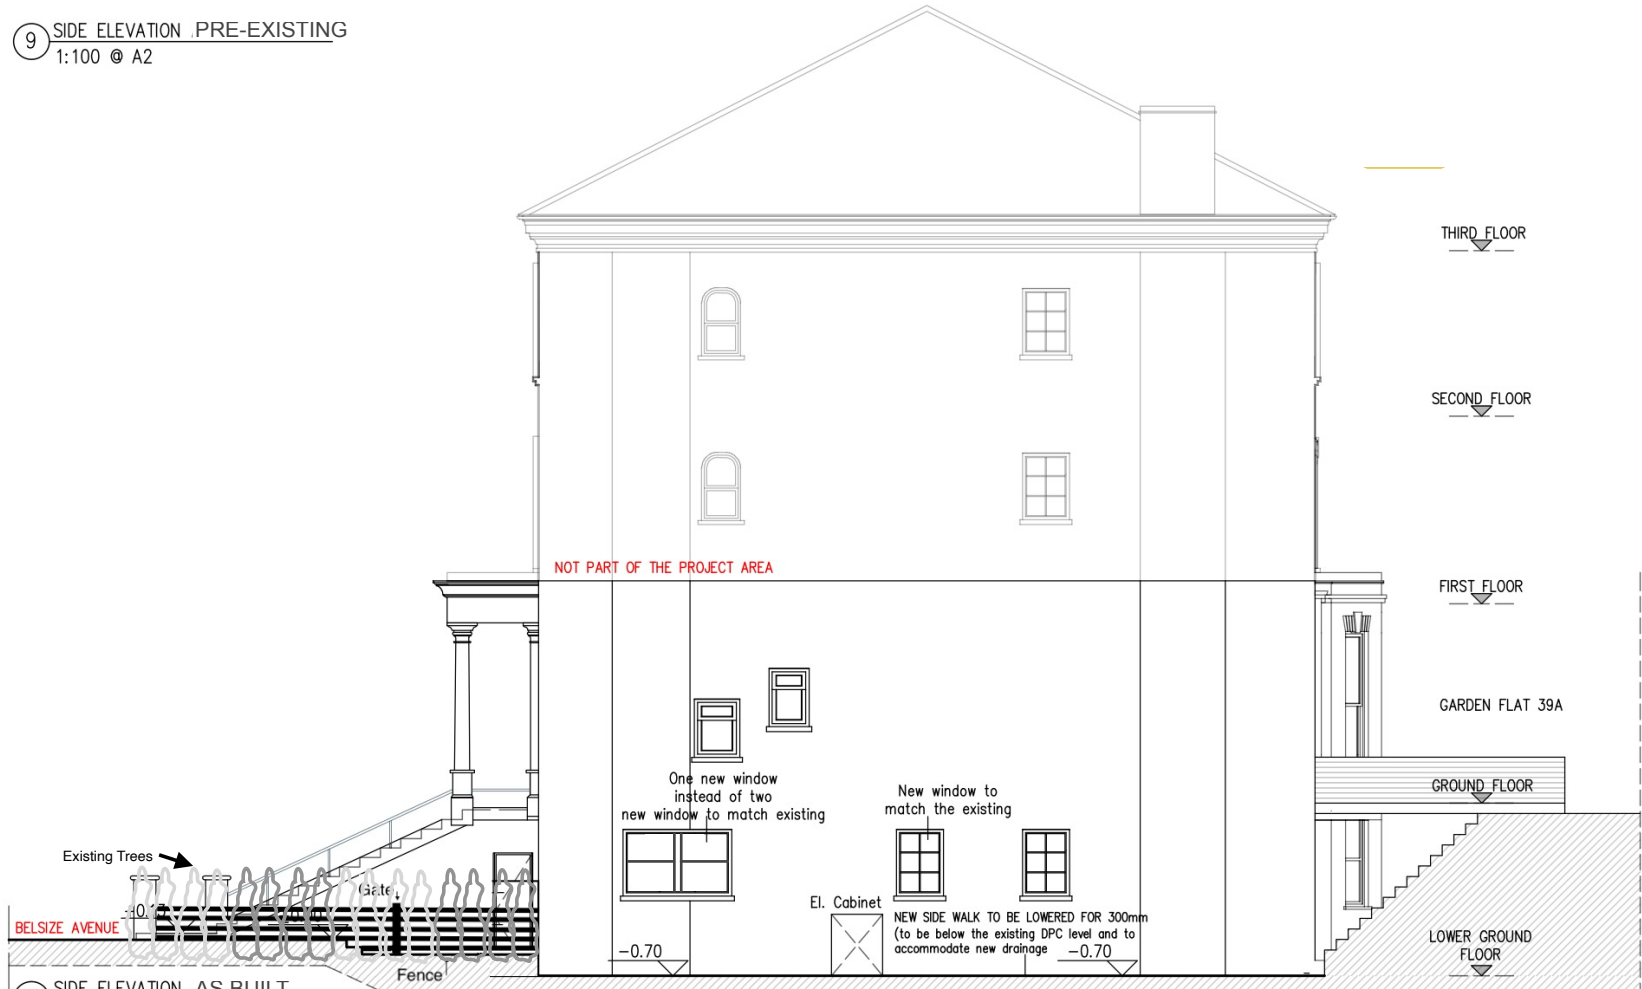 9
SIDE ELEVATION PRE-EXISTING
1:100 @ A2
THIRD FLOOR
SECOND FLOOR
NOT PART OF THE PROJECT AREA
FIRST FLOOR
GARDEN FLAT 39A
One new window
instead of two
new window to match existing
New window to
match the existing
GROUND FLOOR
Existing Trees
Gate
El. Cabinet
NEW SIDE WALK TO BE LOWERED FOR 300mm
(to be below the existing DPC level and to
accommodate new drainage
BELSIZE AVENUE
LOWER GROUND
FLOOR
-0.70
-0.70
Fence
SIDE ELEVATION AS BUILT